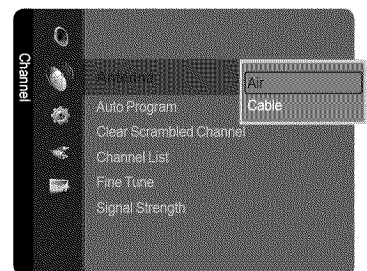 Channel
Antenna
Air
Cable
Auto Program
Clear Scrambled Channel
Channel List
Fine Tune
Signal Strength